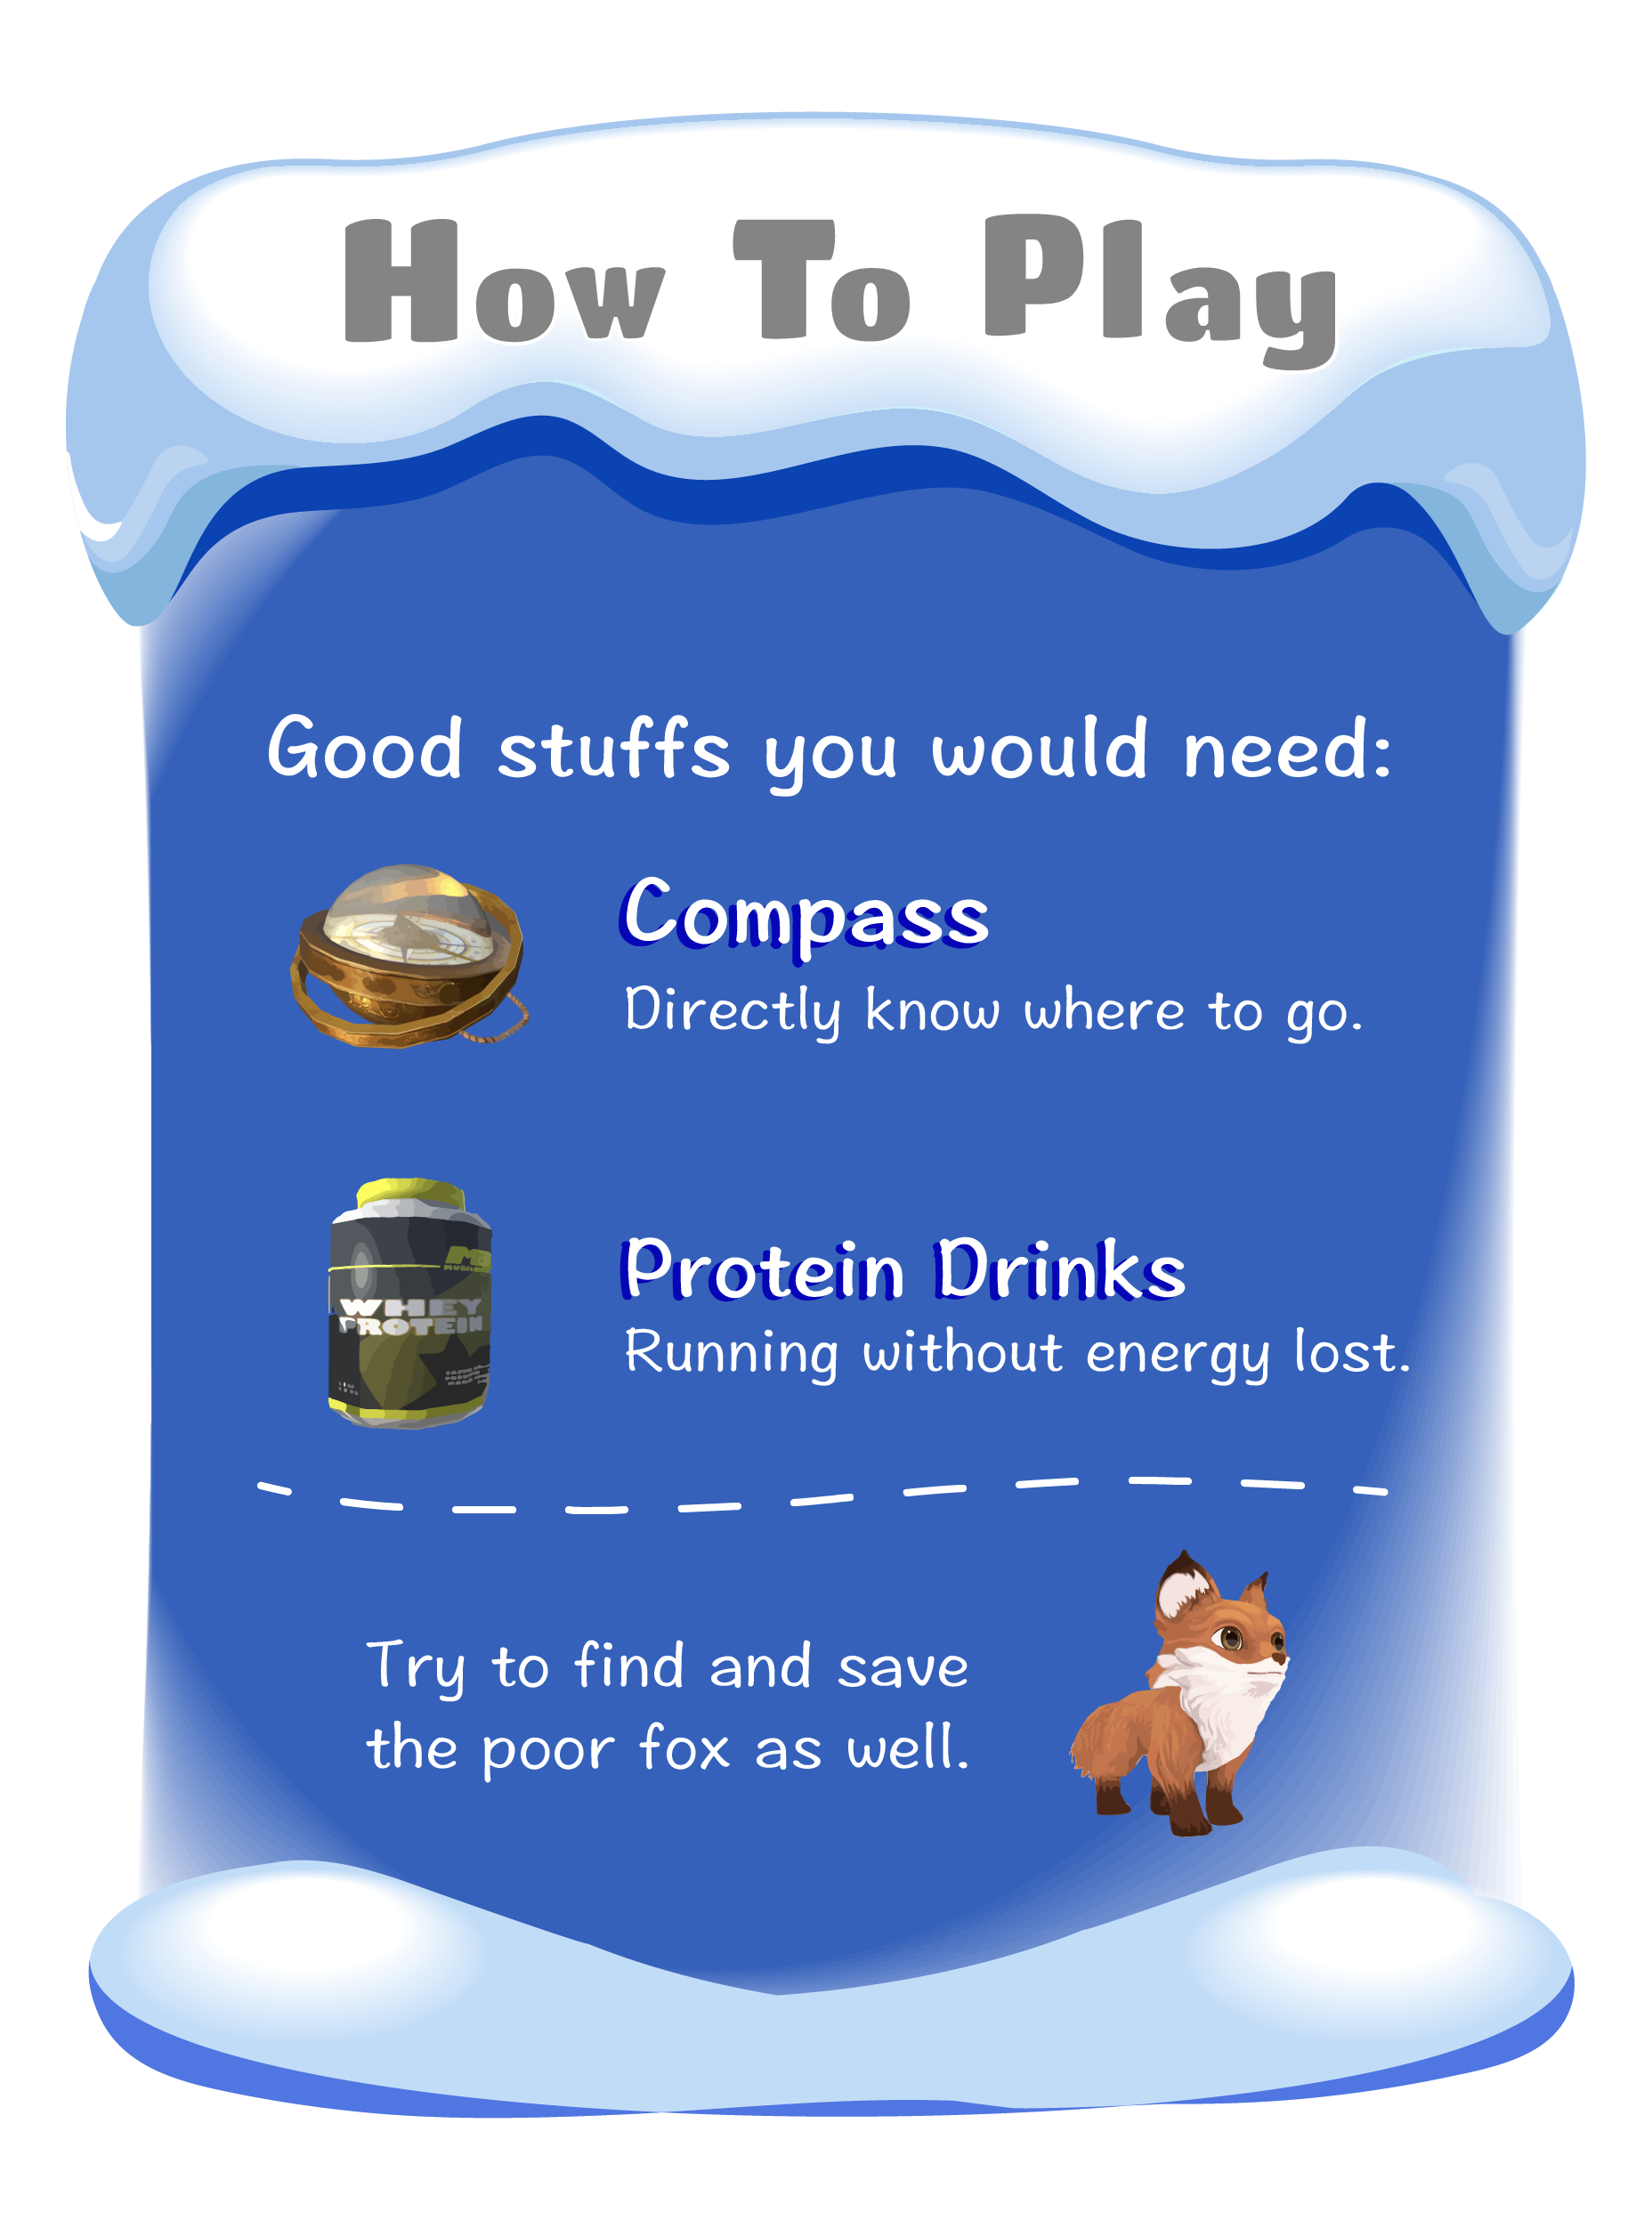 How To Play
Good stuffs you would need:
Compass
Directly know where to go.
WHEY
PROTEIN
Protein Drinks
Running without energy lost.
Try to find and save
the poor fox as well.